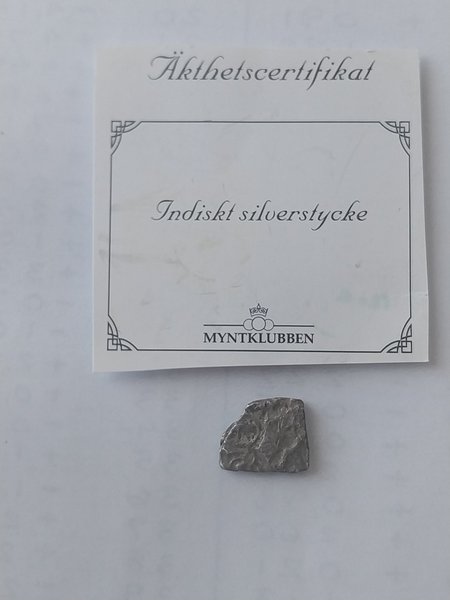 Äkthetscertifikat
Indiskt silverstycke
MYNTKLUBBEN